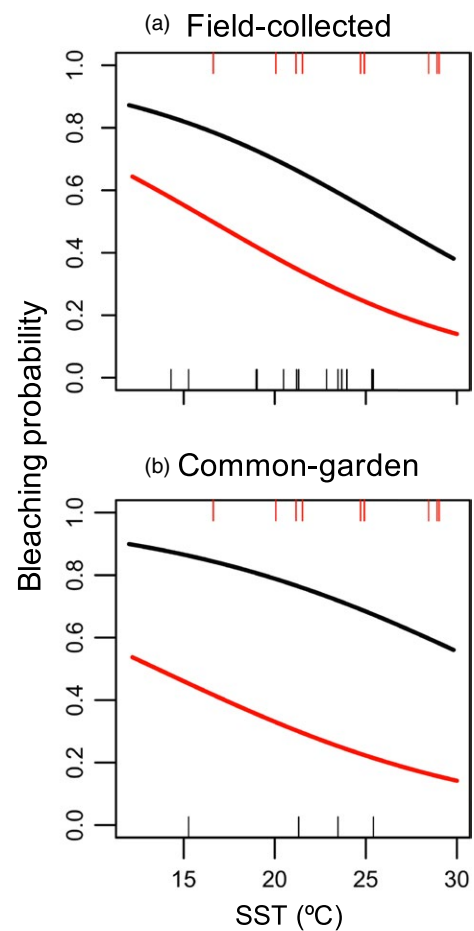 (a) Field-collected
1.0
0.8
0.6
0.4
0.2
0.0
Bleaching probability
(b) Common-garden
1.0
0.8
0.6
0.4
0.2
0.0
15 20 25 30
SST (ºC)